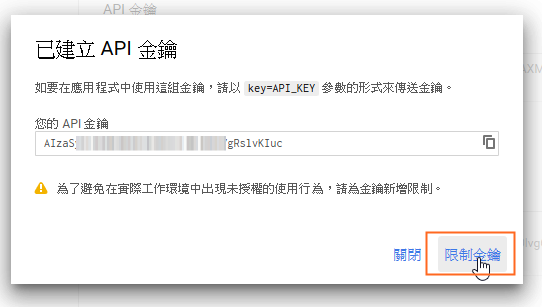 API 金鑰
已建立 API 金鑰
如要在應用程式中使用這組金鑰，請以 key=API_KEY 參數的形式來傳送金鑰。
您的 API 金鑰
AIzaS gRslvKIuc
為了避免在實際工作環境中出現未授權的使用行為，請為金鑰新增限制。
關閉 限制金鑰